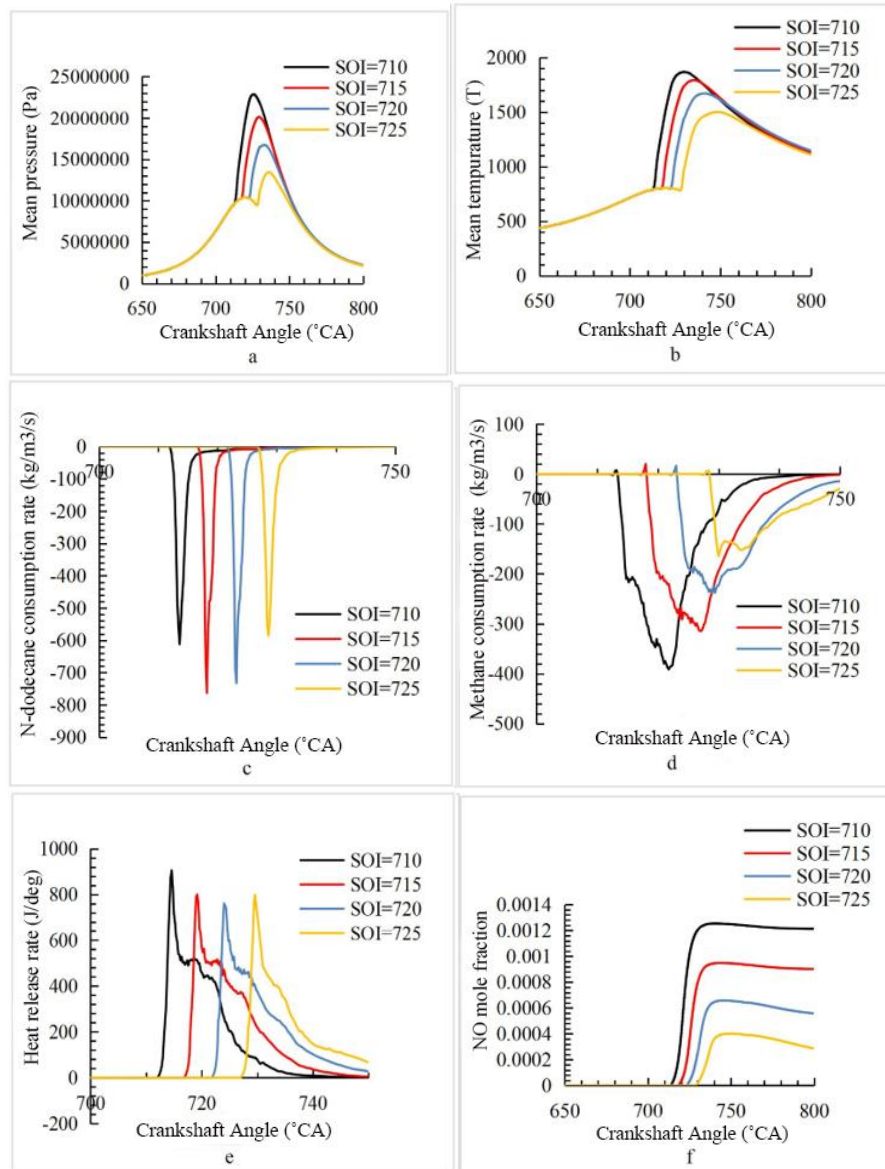 SOI=710
SOI=715
SOI=720
SOI=725
Mean pressure (Pa)
25000000
20000000
15000000
10000000
5000000
0
650 700 750 800
Crankshaft Angle (˚CA)
a
SOI=710
SOI=715
SOI=720
SOI=725
Mean tempurature (T)
2000
1500
1000
500
0
650 700 750 800
Crankshaft Angle (˚CA)
b
N-dodecane consumption rate (kg/m3/s)
0
-100
-200
-300
-400
-500
-600
-700
-800
-900
700 750
SOI=710
SOI=715
SOI=720
SOI=725
Crankshaft Angle (˚CA)
c
Methane consumption rate (kg/m3/s)
100
0
-100
-200
-300
-400
-500
700 750
SOI=710
SOI=715
SOI=720
SOI=725
Crankshaft Angle (˚CA)
d
Heat release rate (J/deg)
1000
800
600
400
200
0
-200
700 720 740
SOI=710
SOI=715
SOI=720
SOI=725
Crankshaft Angle (˚CA)
e
SOI=710
SOI=715
SOI=720
SOI=725
NO mole fraction
0.0014
0.0012
0.001
0.0008
0.0006
0.0004
0.0002
0
650 700 750 800
Crankshaft Angle (˚CA)
f